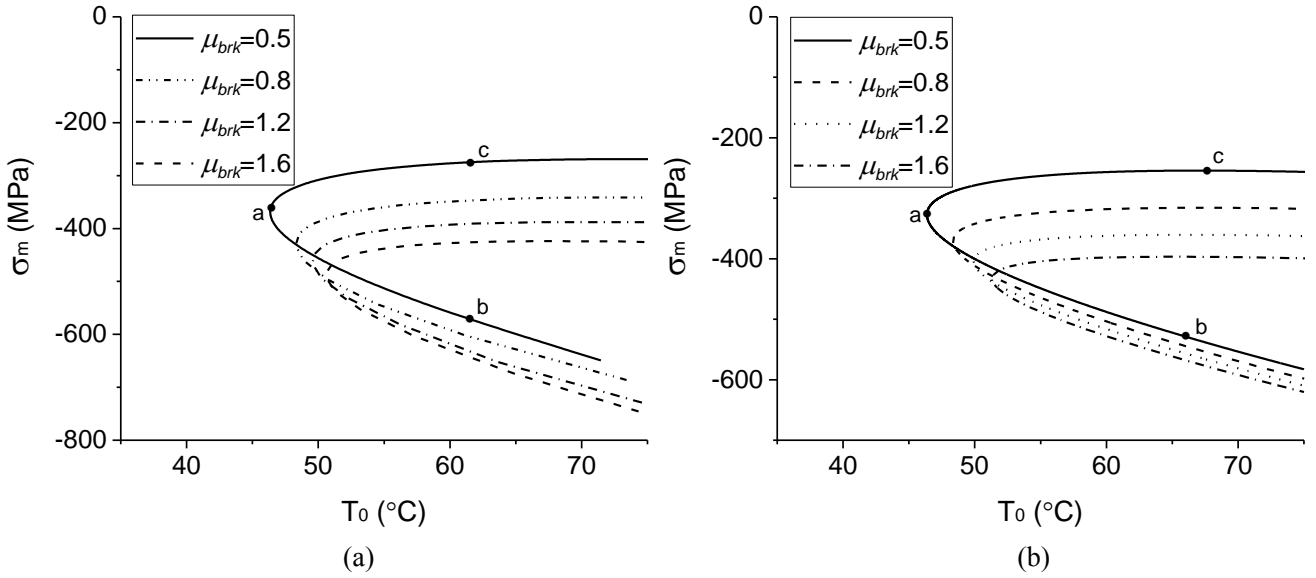 0
-200
-400
-600
-800
σm (MPa)
μbrk=0.5
μbrk=0.8
μbrk=1.2
μbrk=1.6
a
b
c
40 50 60 70
T0 (°C)
(a)
0
-200
-400
-600
σm (MPa)
μbrk=0.5
μbrk=0.8
μbrk=1.2
μbrk=1.6
a
b
c
40 50 60 70
T0 (°C)
(b)